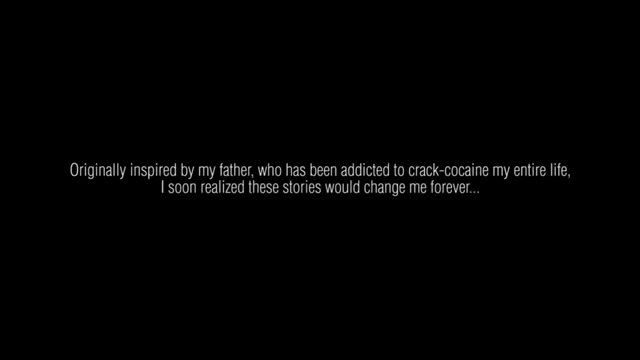 Originally inspired by my father, who has been addicted to crack-cocaine my entire life,
I soon realized these stories would change me forever...